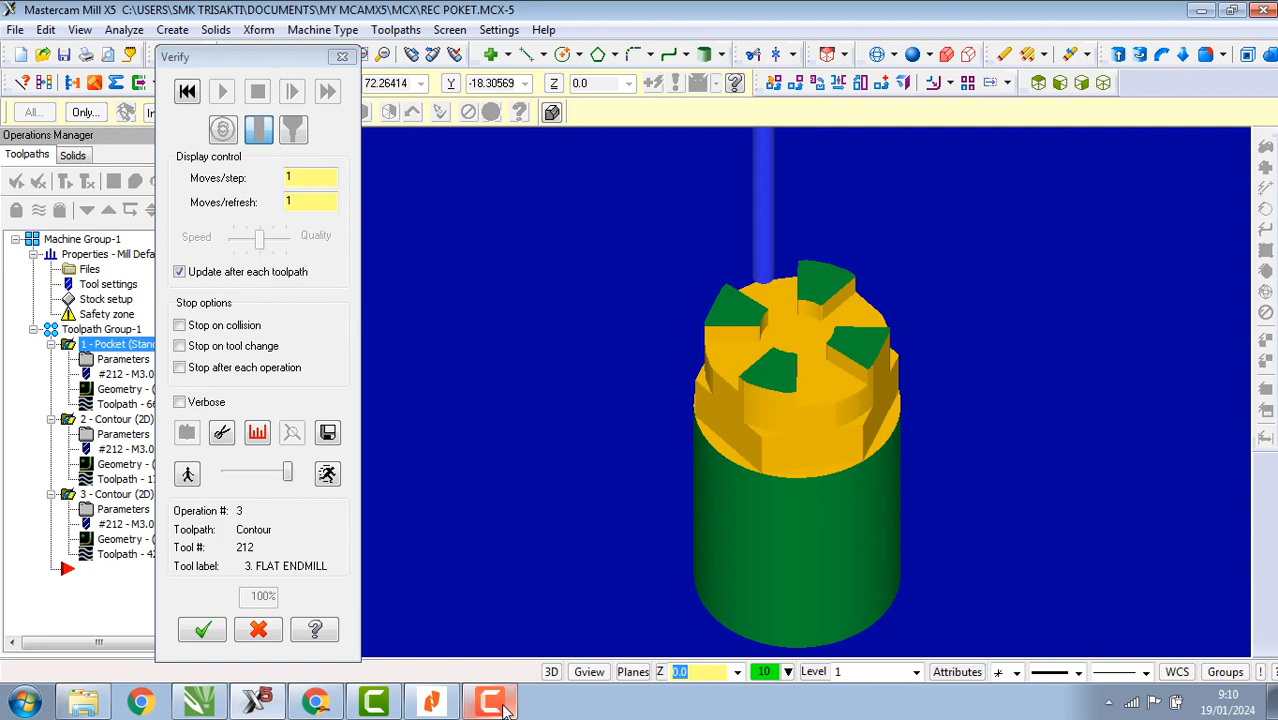 Mastercam Mill X5 C:\USERS\SMK TRISAKTI\DOCUMENTS\MY MCAMX5\MCX\REC POKET.MCX-5
File Edit View Analyze Create Solids Xform Machine Type Toolpaths Screen Settings Help
Verify
72.26414 Y -18.30569 Z 0.0
All... Only... In
Operations Manager
Toolpaths Solids
Display control
Moves/step: 1
Moves/refresh: 1
Speed Quality
Update after each toolpath
Stop options
Stop on collision
Stop on tool change
Stop after each operation
Verbose
Operation #: 3
Toolpath: Contour
Tool #: 212
Tool label: 3. FLAT ENDMILL
100%
Machine Group-1
Properties - Mill Defa
Files
Tool settings
Stock setup
Safety zone
Toolpath Group-1
1 - Pocket (Stand
Parameters
#212 - M3.0
Geometry - (
Toolpath - 66
2 - Contour (2D)
Parameters
#212 - M3.0
Geometry - (
Toolpath - 17
3 - Contour (2D)
Parameters
#212 - M3.0
Geometry - (
Toolpath - 42
3D Gview Planes Z 0.0 10 Level 1 Attributes WCS Groups ! ?
9:10
19/01/2024